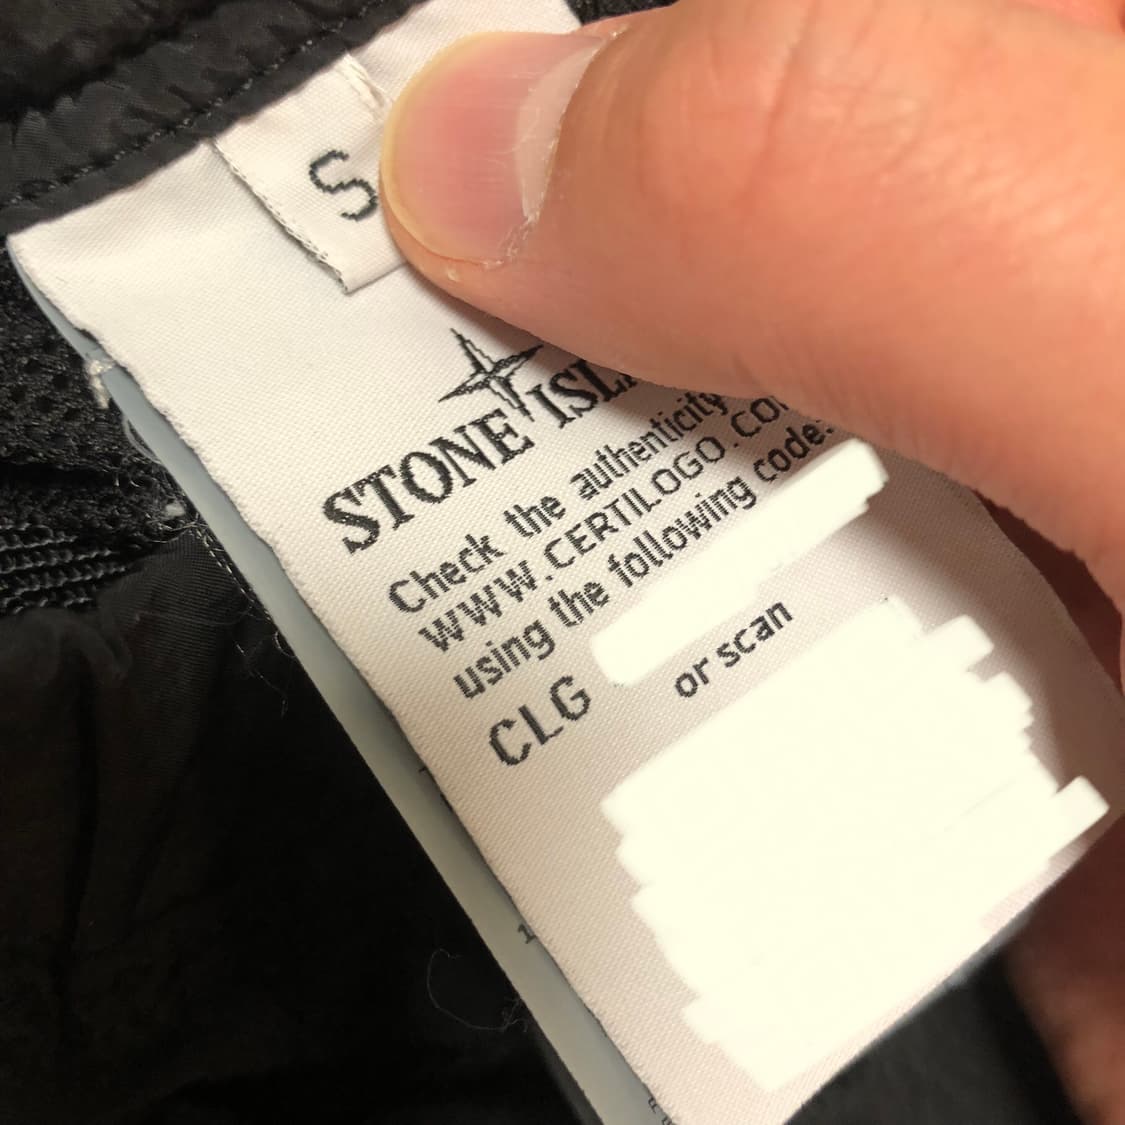 S
STONE
Check the authenticity
WWW.CERTILOGO.CO
using the following code:
CLG
or scan